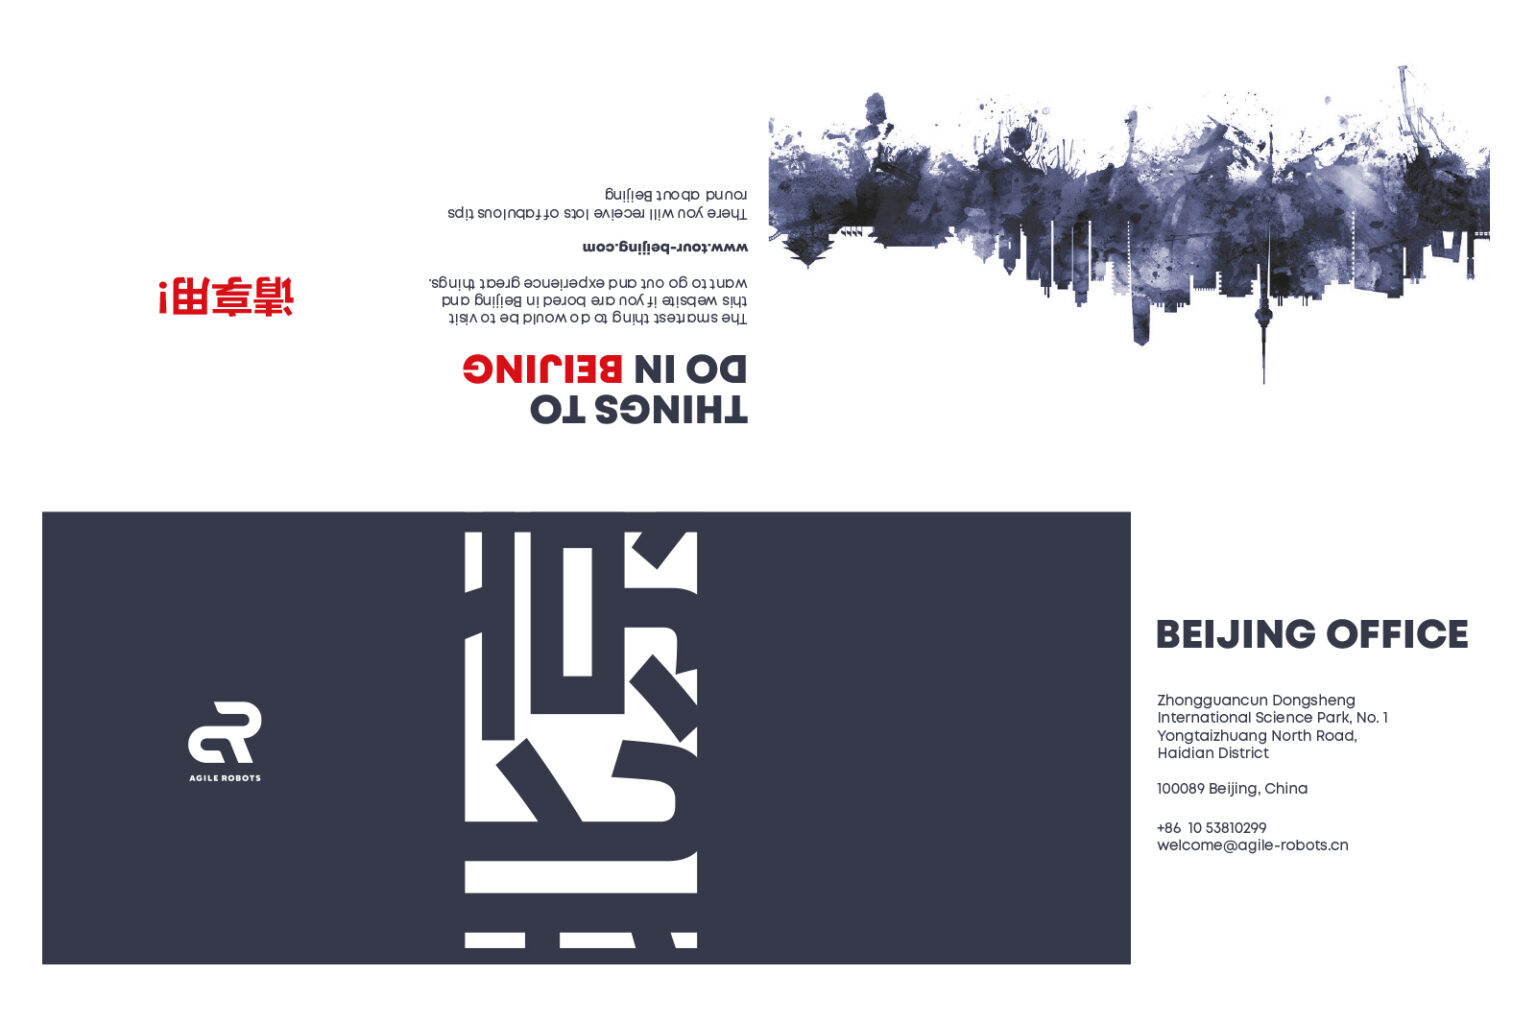 THINGS TO
DO IN BEIJING
The smartest thing to do would be to visit
this website if you are bored in Beijing and
want to go out and experience great things.
www.tour-beijing.com
There you will receive lots of fabulous tips
round about Beijing
请享用!
AGILE ROBOTS
BEIJING OFFICE
Zhongguancun Dongsheng
International Science Park, No. 1
Yongtaizhuang North Road,
Haidian District
100089 Beijing, China
+86 10 53810299
welcome@agile-robots.cn